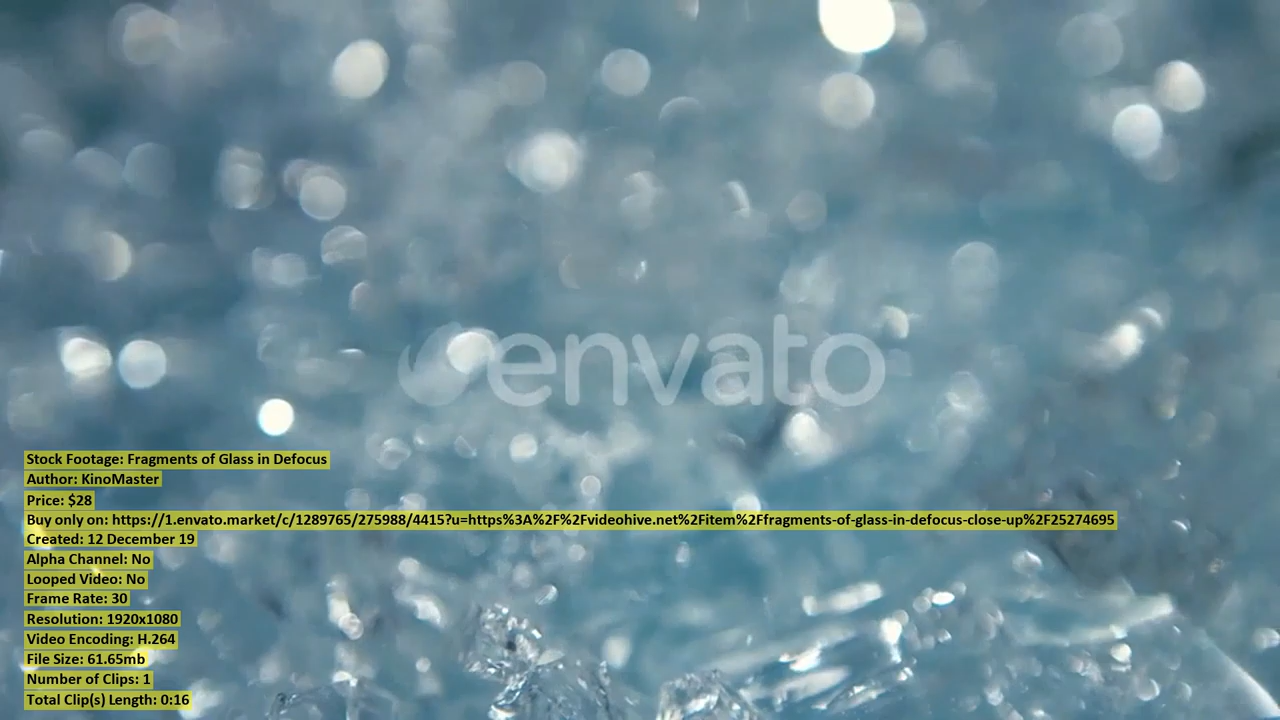 envato
Stock Footage: Fragments of Glass in Defocus
Author: KinoMaster
Price: $28
Buy only on: https://1.envato.market/c/1289765/275988/4415?u=https%3A%2F%2Fvideohive.net%2Fitem%2Ffragments-of-glass-in-defocus-close-up%2F25274695
Created: 12 December 19
Alpha Channel: No
Looped Video: No
Frame Rate: 30
Resolution: 1920x1080
Video Encoding: H.264
File Size: 61.65mb
Number of Clips: 1
Total Clip(s) Length: 0:16